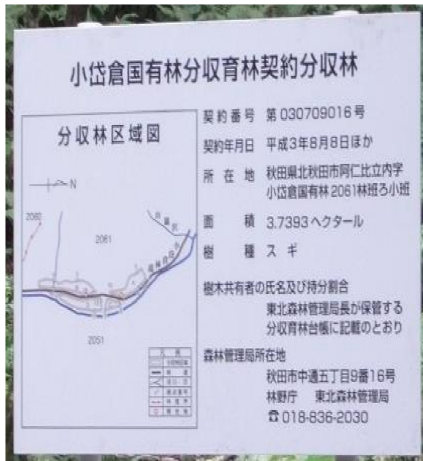 小岱倉国有林分収育林契約分収林
分収林区域図
N
2060
2061
2051
凡例
契約番号 第030709016号
契約年月日 平成3年8月8日ほか
所在地 秋田県北秋田市阿仁比立内字
小岱倉国有林2061林班ろ小班
面積 3.7393ヘクタール
樹種 スギ
樹木共有者の氏名及び持分割合
東北森林管理局長が保管する
分収育林台帳に記載のとおり
森林管理局所在地
秋田市中通五丁目9番16号
林野庁 東北森林管理局
☎018-836-2030